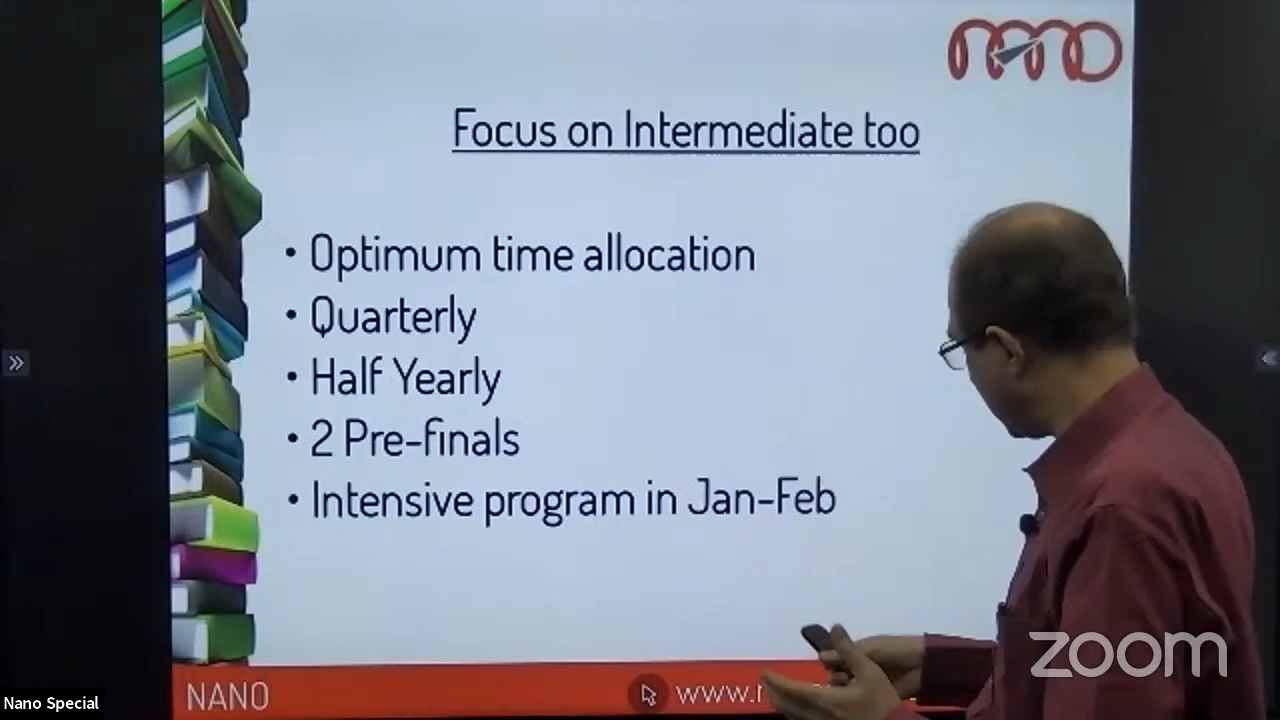 Focus on Intermediate too
• Optimum time allocation
• Quarterly
• Half Yearly
• 2 Pre-finals
• Intensive program in Jan-Feb
NANO
www.
zoom
Nano Special